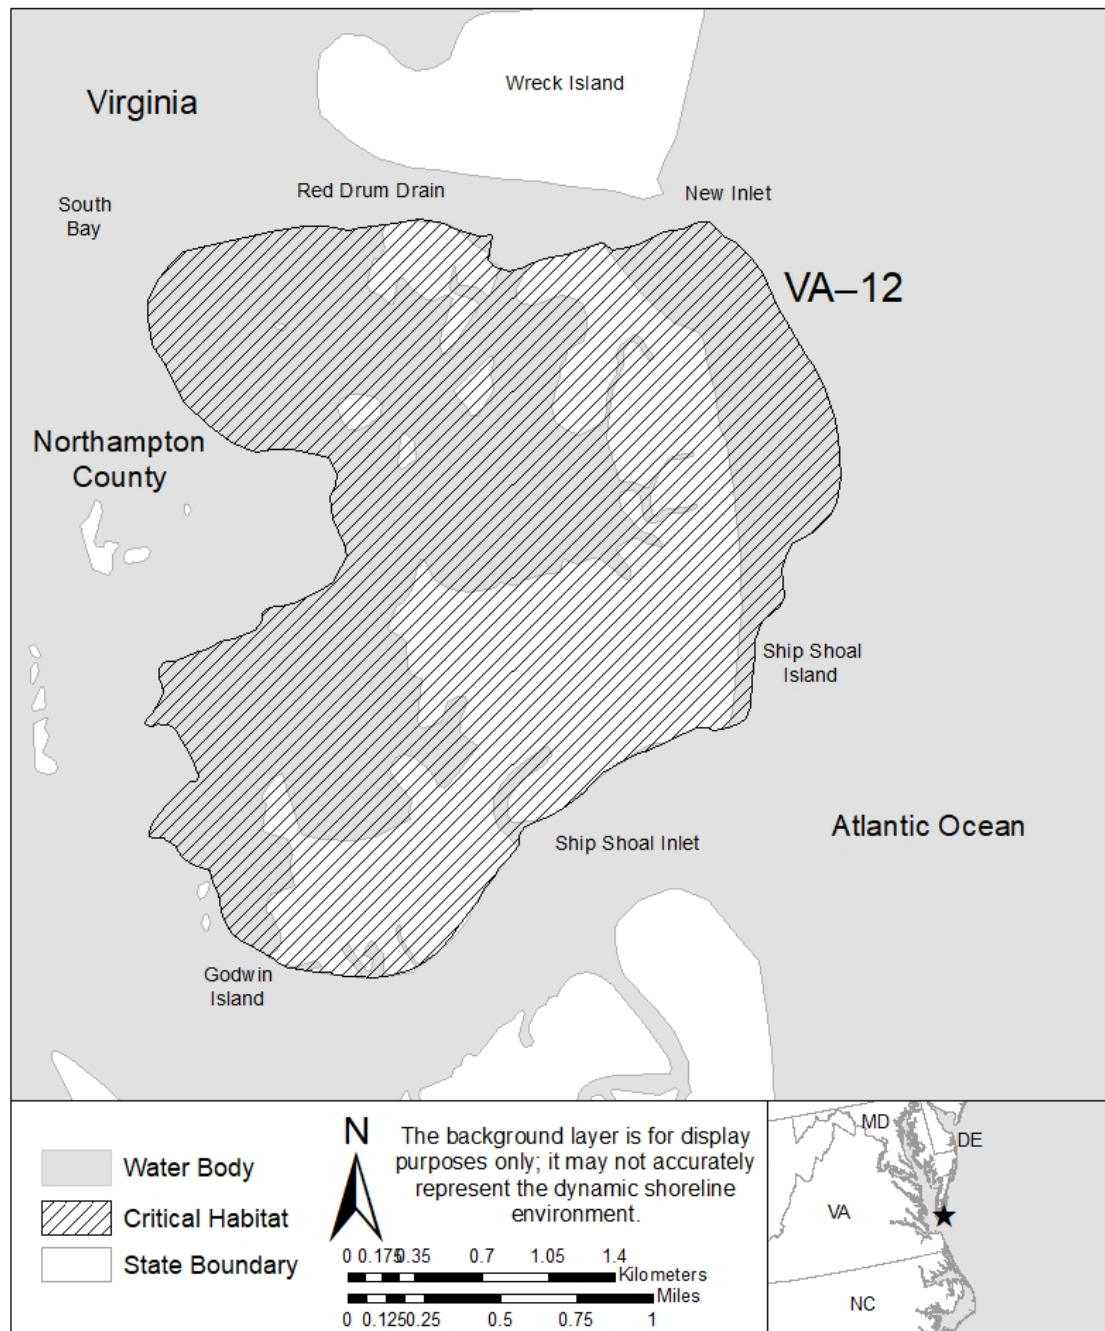 Wreck Island
Virginia
Red Drum Drain
New Inlet
South
Bay
VA–12
Northampton
County
Ship Shoal
Island
Atlantic Ocean
Ship Shoal Inlet
Godwin
Island
Water Body
Critical Habitat
State Boundary
N
The background layer is for display
purposes only; it may not accurately
represent the dynamic shoreline
environment.
0 0.175 0.35 0.7 1.05 1.4
Kilometers
Miles
0 0.125 0.25 0.5 0.75 1
MD
DE
VA
NC